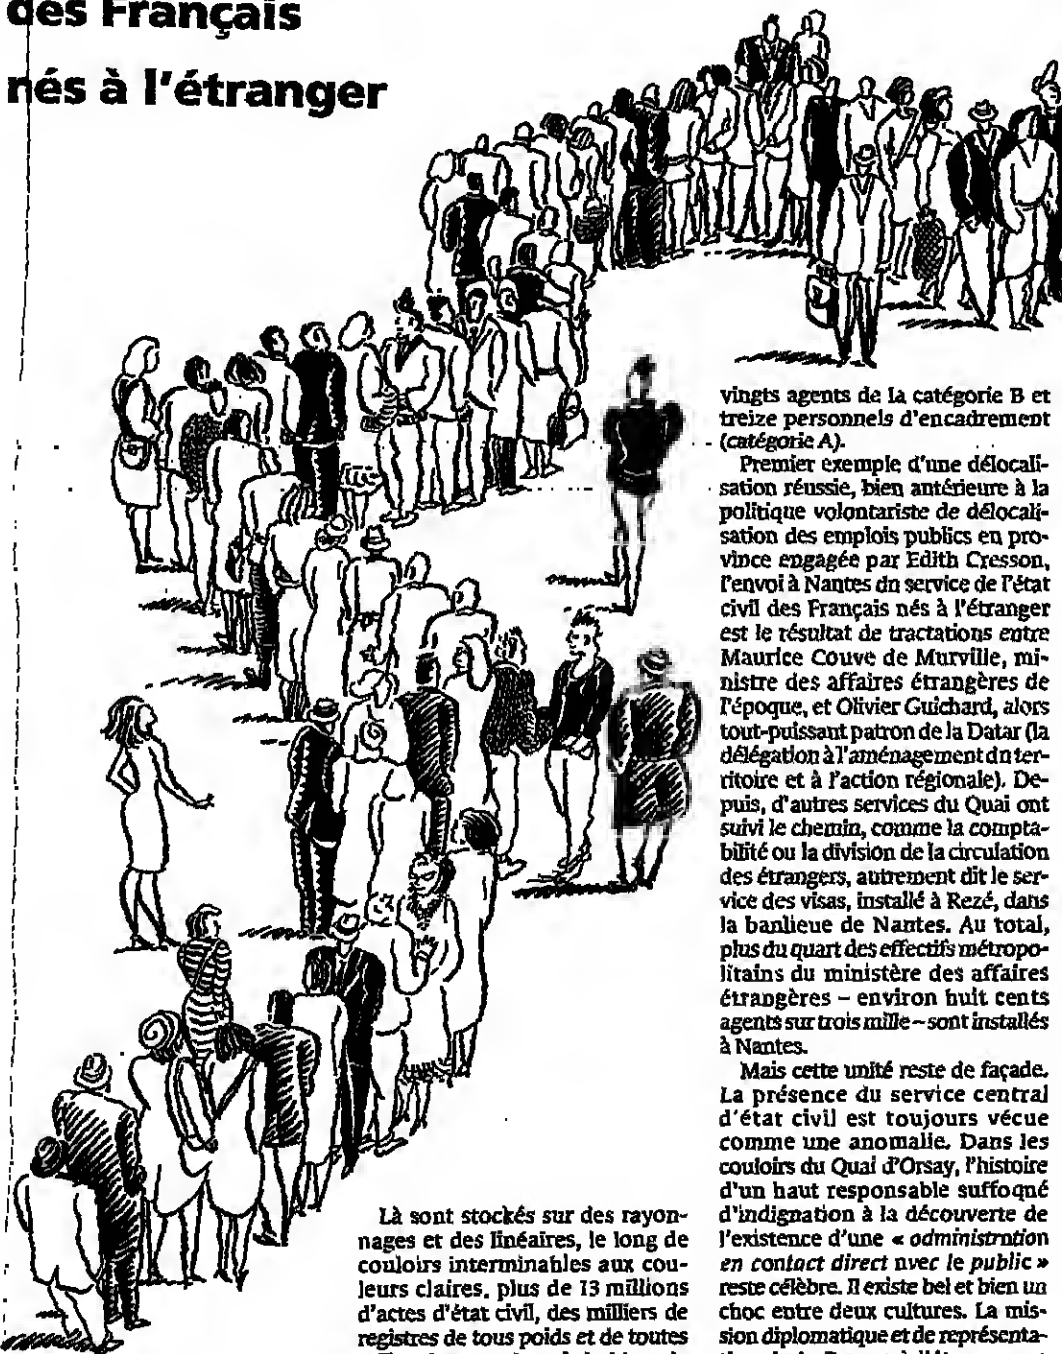 des Français
nés à l'étranger
Là sont stockés sur des rayon-
nages et des linéaires, le long de
couloirs interminables aux cou-
leurs claires, plus de 13 millions
d'actes d'état civil, des milliers de
registres de tous poids et de toutes
vingts agents de la catégorie B et
treize personnels d'encadrement
(catégorie A).
Premier exemple d'une délocali-
sation réussie, bien antérieure à la
politique volontariste de délocali-
sation des emplois publics en pro-
vince engagée par Edith Cresson,
l'envoi à Nantes du service de l'état
civil des Français nés à l'étranger
est le résultat de tractations entre
Maurice Couve de Murville, mi-
nistre des affaires étrangères de
l'époque, et Olivier Guichard, alors
tout-puissant patron de la Datar (la
délégation à l'aménagement du ter-
ritoire et à l'action régionale). De-
puis, d'autres services du Quai ont
suivi le chemin, comme la compta-
bilité ou la division de la circulation
des étrangers, autrement dit le ser-
vice des visas, installé à Rezé, dans
la banlieue de Nantes. Au total,
plus du quart des effectifs métropo-
litains du ministère des affaires
étrangères – environ huit cents
agents sur trois mille – sont installés
à Nantes.
Mais cette unité reste de façade.
La présence du service central
d'état civil est toujours vécue
comme une anomalie. Dans les
couloirs du Quai d'Orsay, l'histoire
d'un haut responsable suffoqué
d'indignation à la découverte de
l'existence d'une « administration
en contact direct avec le public »
reste célèbre. Il existe bel et bien un
choc entre deux cultures. La mis-
sion diplomatique et de représenta-